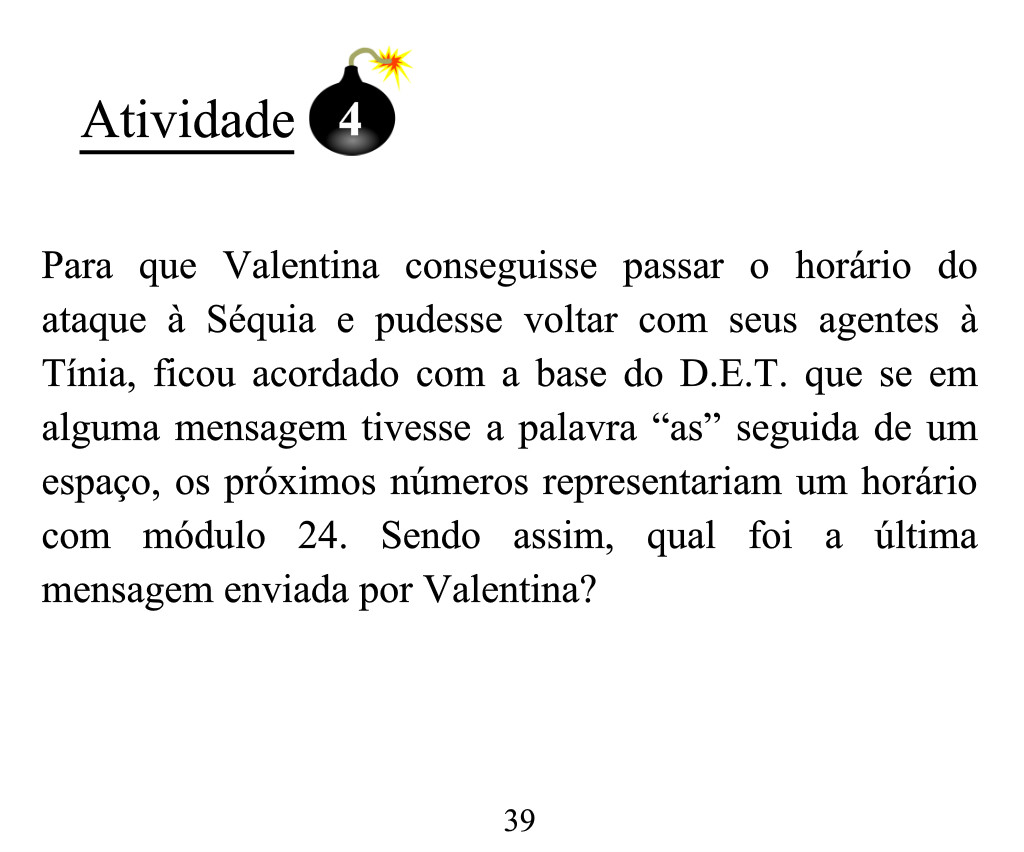 Atividade 4
Para que Valentina conseguisse passar o horário do
ataque à Séquia e pudesse voltar com seus agentes à
Tínia, ficou acordado com a base do D.E.T. que se em
alguma mensagem tivesse a palavra “as” seguida de um
espaço, os próximos números representariam um horário
com módulo 24. Sendo assim, qual foi a última
mensagem enviada por Valentina?
39